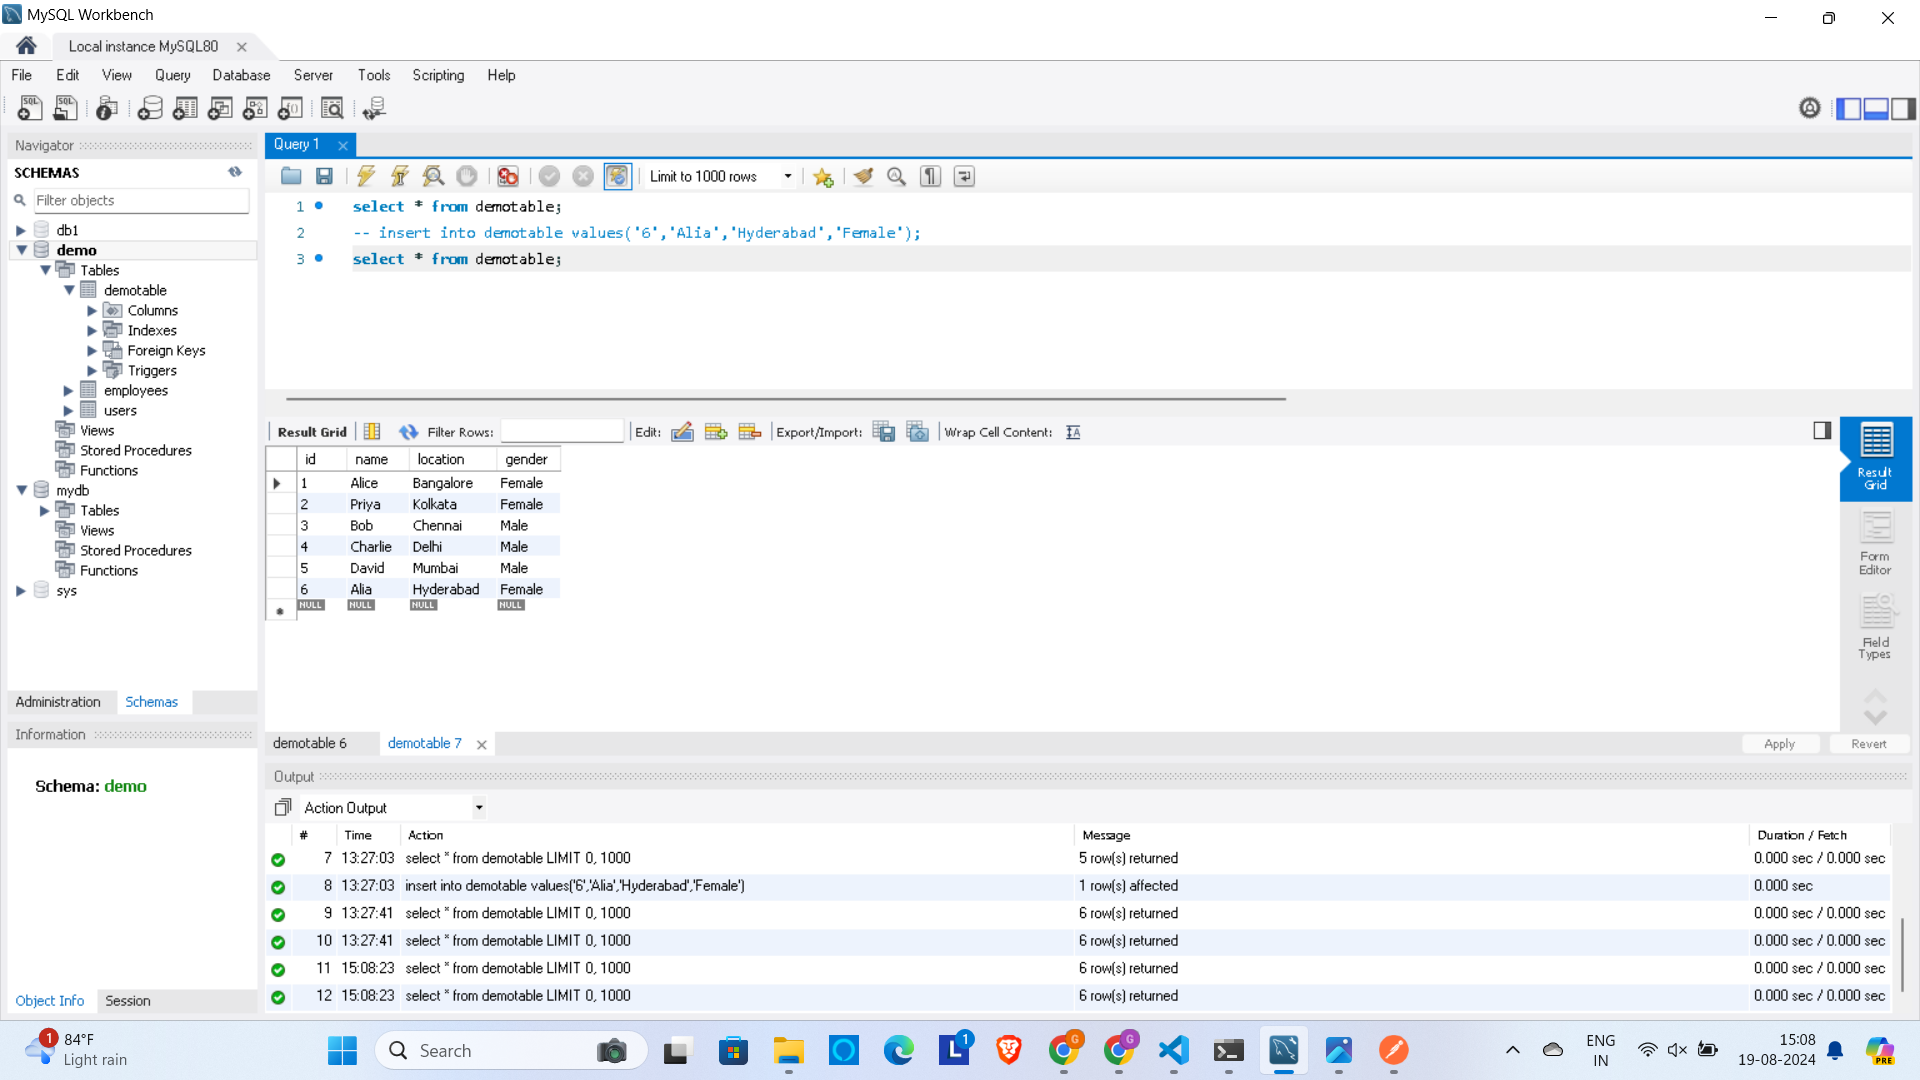 MySQL Workbench
Local instance MySQL80
File Edit View Query Database Server Tools Scripting Help
Navigator
SCHEMAS
Filter objects
db1
demo
Tables
demotable
Columns
Indexes
Foreign Keys
Triggers
employees
users
Views
Stored Procedures
Functions
mydb
Tables
Views
Stored Procedures
Functions
sys
Administration Schemas
Information
Schema: demo
Object Info Session
Query 1
Limit to 1000 rows
1 select * from demotable;
2 -- insert into demotable values('6','Alia','Hyderabad','Female');
3 select * from demotable;
Result Grid Filter Rows: Edit: Export/Import: Wrap Cell Content:
id name location gender
1 Alice Bangalore Female
2 Priya Kolkata Female
3 Bob Chennai Male
4 Charlie Delhi Male
5 David Mumbai Male
6 Alia Hyderabad Female
NULL NULL NULL NULL
Result
Grid
Form
Editor
Field
Types
demotable 6 demotable 7
Apply Revert
Output
Action Output
# Time Action Message Duration / Fetch
7 13:27:03 select * from demotable LIMIT 0, 1000 5 row(s) returned 0.000 sec / 0.000 sec
8 13:27:03 insert into demotable values('6','Alia','Hyderabad','Female') 1 row(s) affected 0.000 sec
9 13:27:41 select * from demotable LIMIT 0, 1000 6 row(s) returned 0.000 sec / 0.000 sec
10 13:27:41 select * from demotable LIMIT 0, 1000 6 row(s) returned 0.000 sec / 0.000 sec
11 15:08:23 select * from demotable LIMIT 0, 1000 6 row(s) returned 0.000 sec / 0.000 sec
12 15:08:23 select * from demotable LIMIT 0, 1000 6 row(s) returned 0.000 sec / 0.000 sec
1
84°F
Light rain
Search
L 1
G
G
ENG
IN
15:08
19-08-2024
PRE